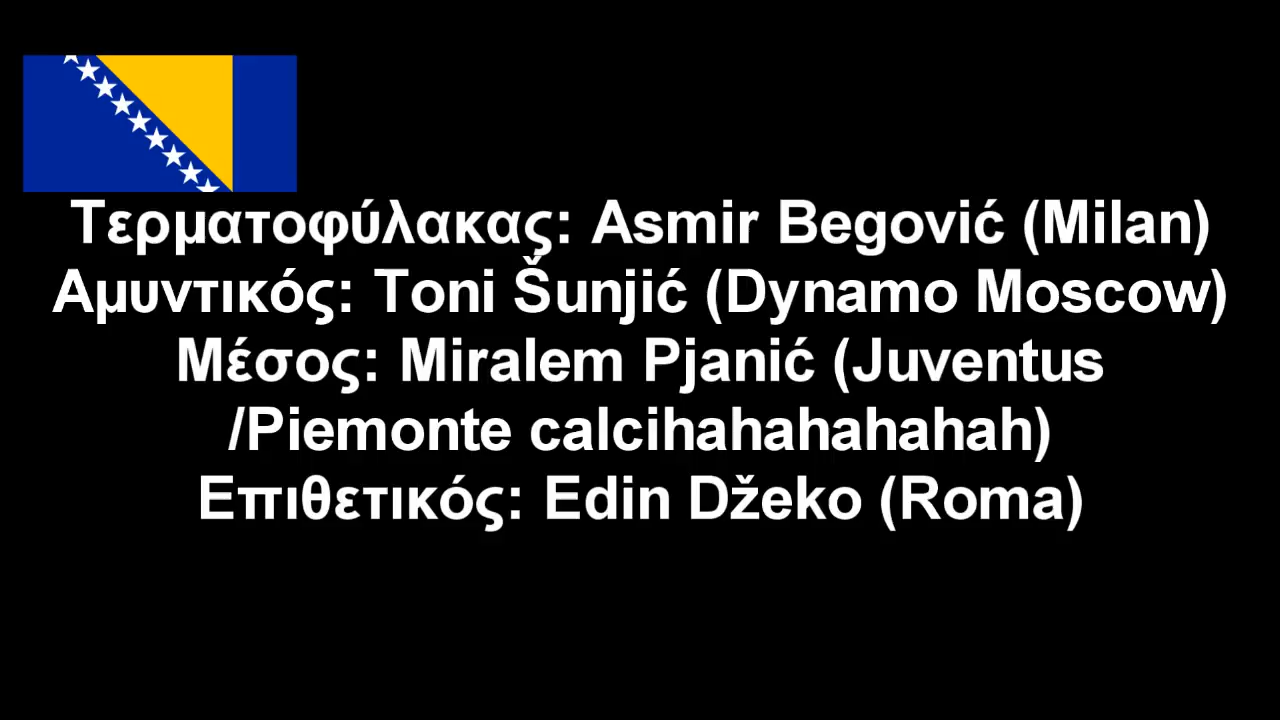 Τερματοφύλακας: Asmir Begović (Milan)
Αμυντικός: Toni Šunjić (Dynamo Moscow)
Μέσος: Miralem Pjanić (Juventus
/Piemonte calcihahahahahah)
Επιθετικός: Edin Džeko (Roma)